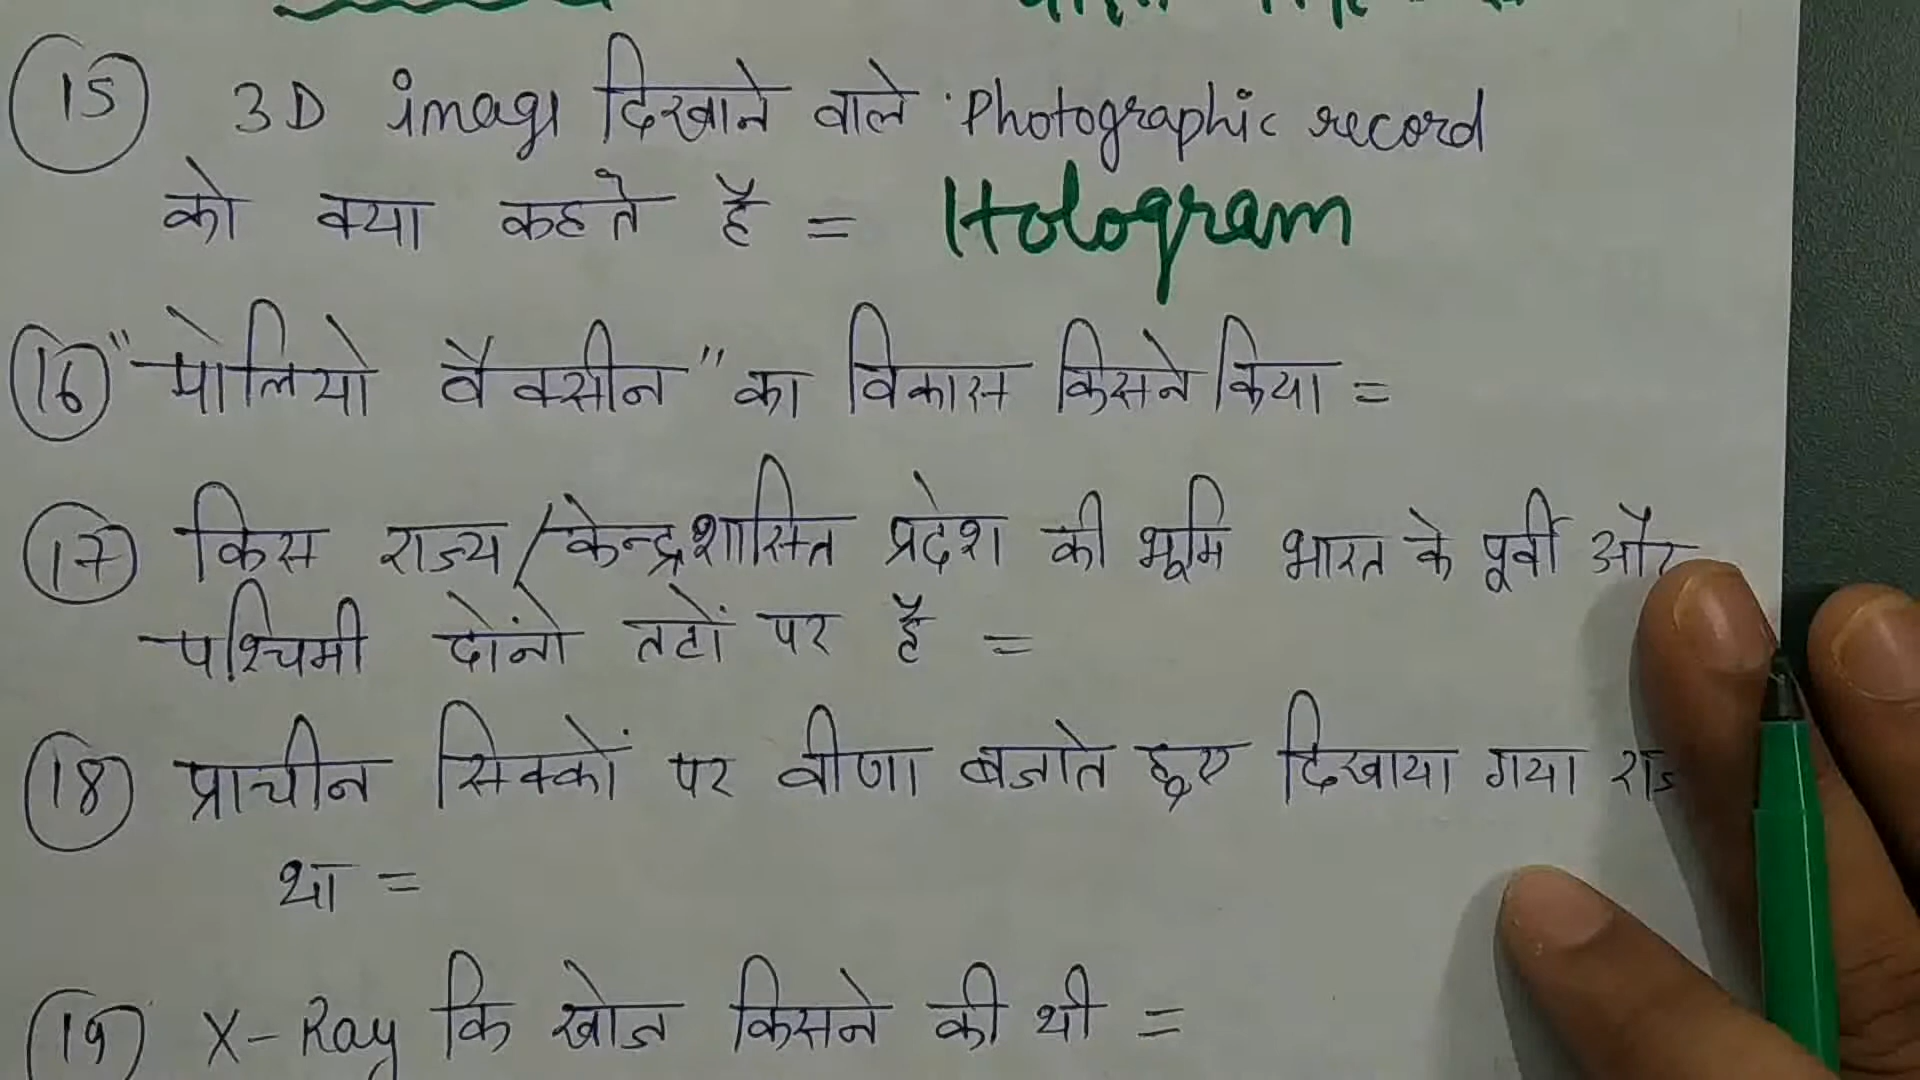 15 3D image दिखाने वाले Photographic record
को क्या कहते है = Hologram
16 "पोलियो वैक्सीन" का विकास किसने किया =
17 किस राज्य/केन्द्रशासित प्रदेश की भूमि भारत के पूर्वी और
पश्चिमी दोंनो तटों पर है =
18 प्राचीन सिक्कों पर वीणा बजाते हुए दिखाया गया
था =
19 X-Ray कि खोज किसने की थी =